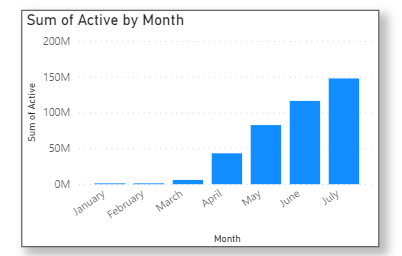 Sum of Active by Month
200M
150M
100M
50M
0M
Sum of Active
January
February
March
April
May
June
July
Month